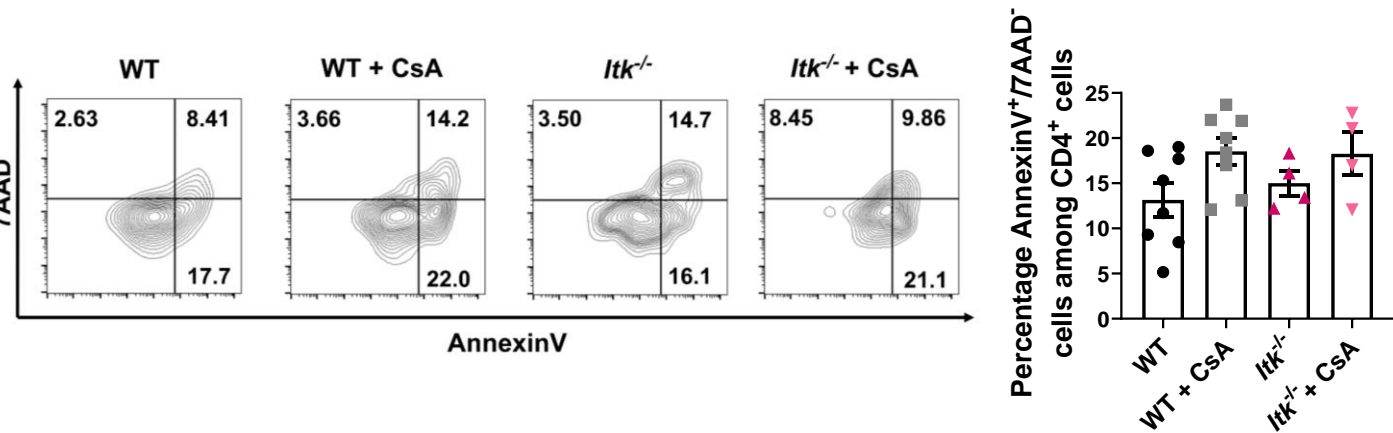 WT
WT + CsA
Itk-/-
Itk-/- + CsA
2.63
8.41
17.7
3.66
14.2
22.0
3.50
14.7
16.1
8.45
9.86
21.1
7AAD
AnnexinV
Percentage AnnexinV+/7AAD-
cells among CD4+ cells
25
20
15
10
5
0
WT
WT + CsA
Itk-/-
Itk-/- + CsA